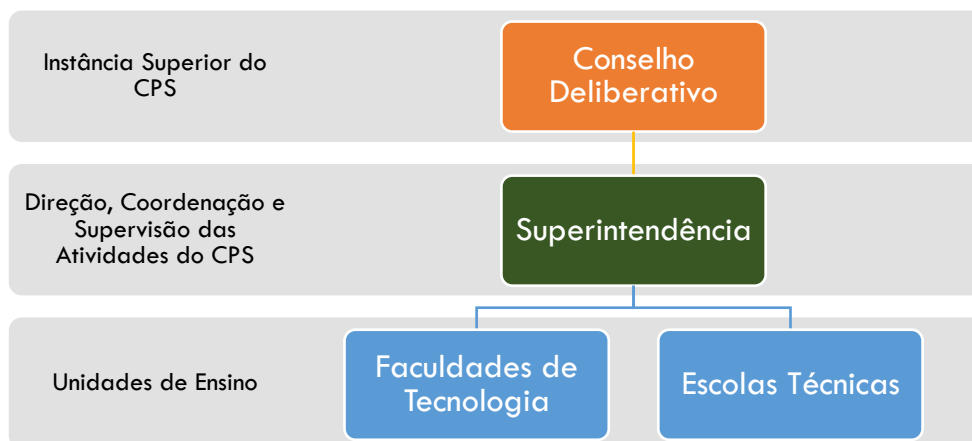 Instância Superior do
CPS
Conselho
Deliberativo
Direção, Coordenação e
Supervisão das
Atividades do CPS
Superintendência
Unidades de Ensino
Faculdades de
Tecnologia
Escolas Técnicas